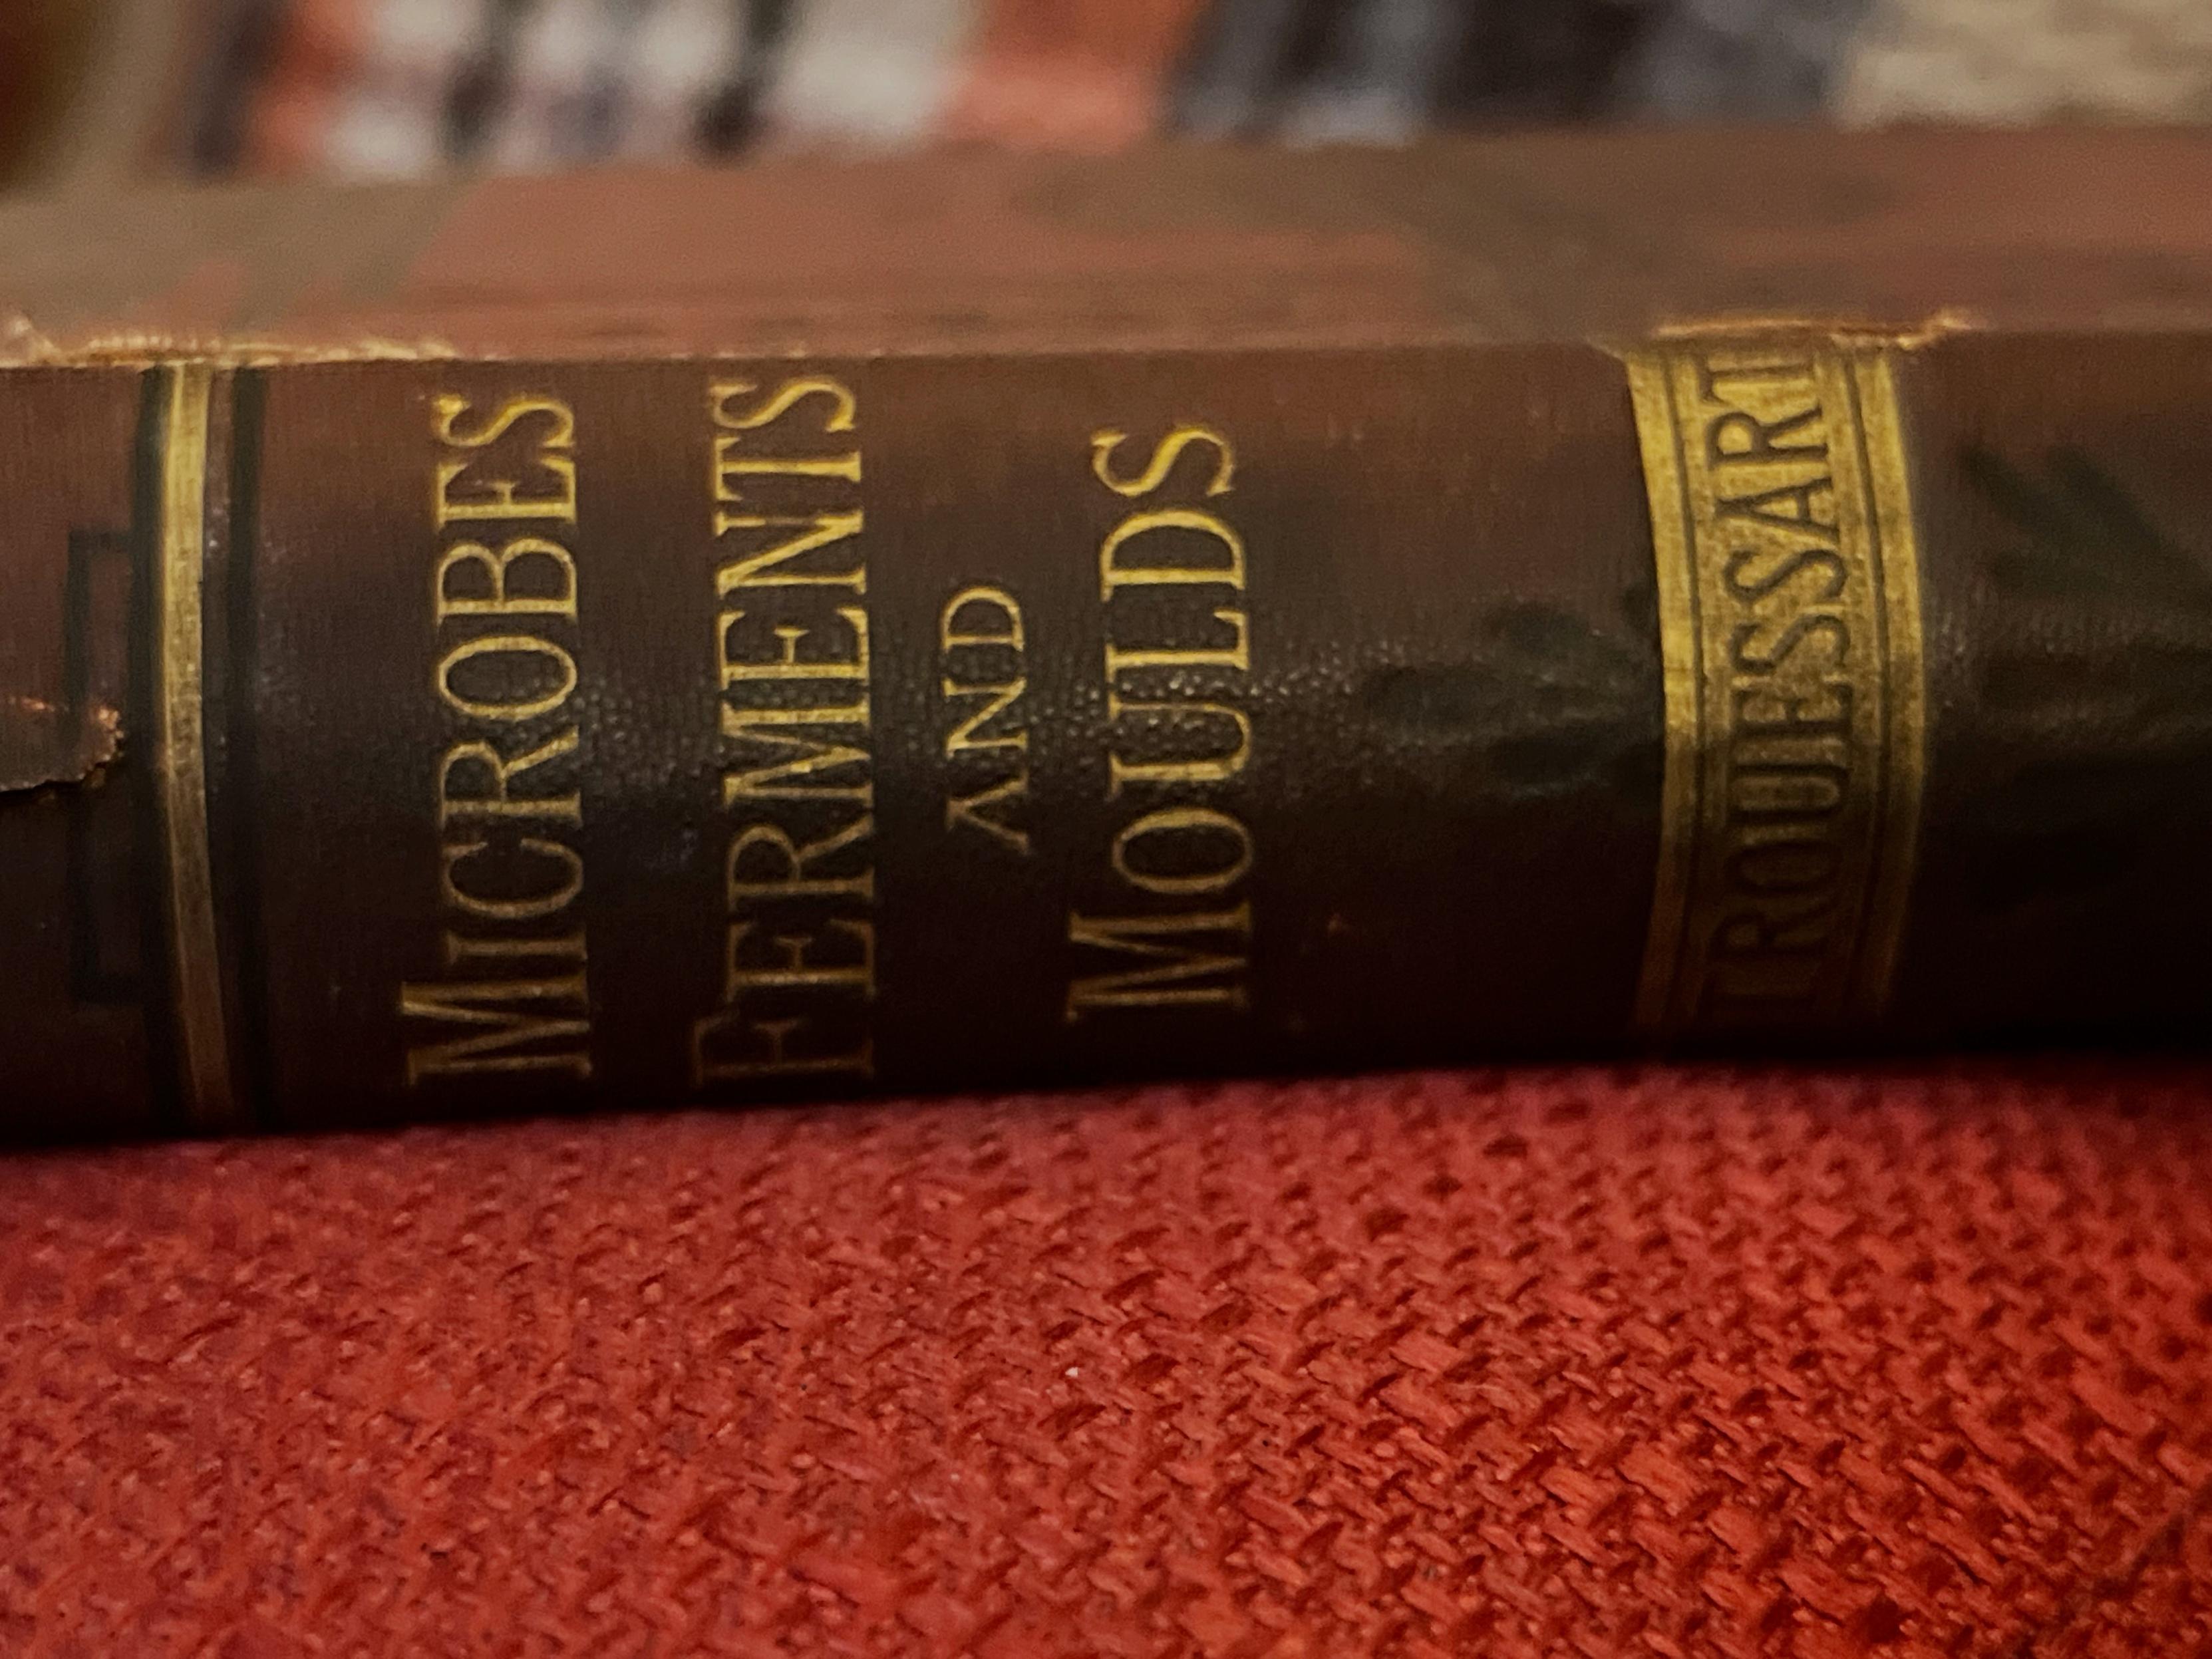 MICROBES
FERMENTS
AND
MOULDS
TROUESSART